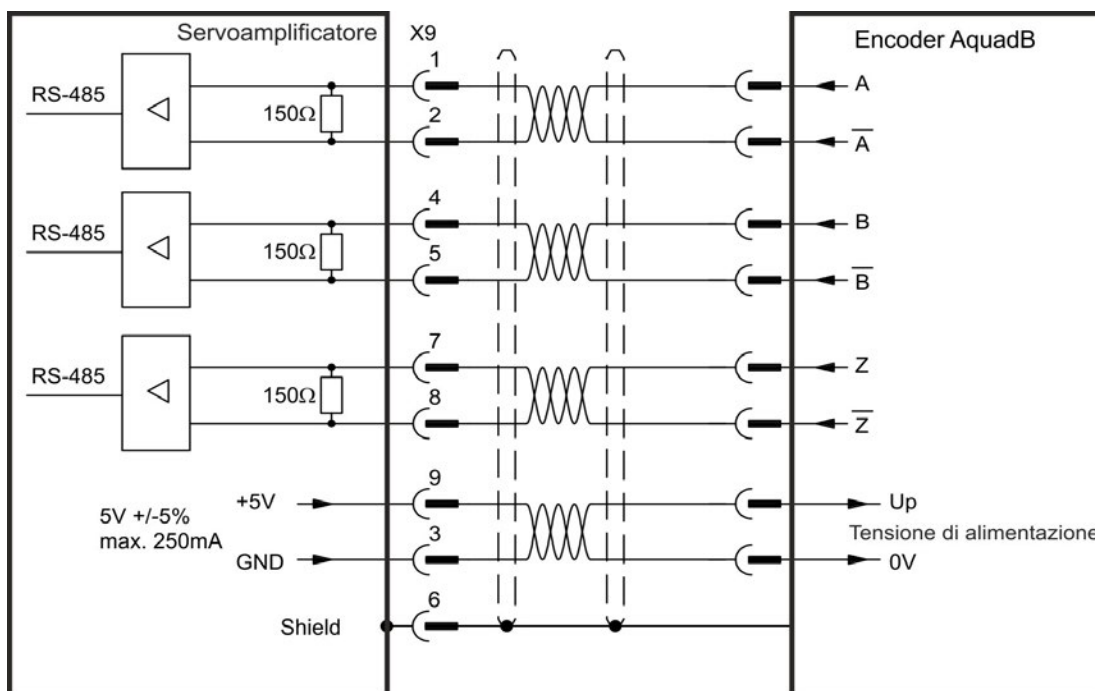 Servoamplificatore
X9
Encoder AquadB
1
A
RS-485
150Ω
2
A̅
4
B
RS-485
150Ω
5
B̅
7
Z
RS-485
150Ω
8
Z̅
9
+5V
Up
5V +/-5%
max. 250mA
Tensione di alimentazione
3
GND
0V
6
Shield